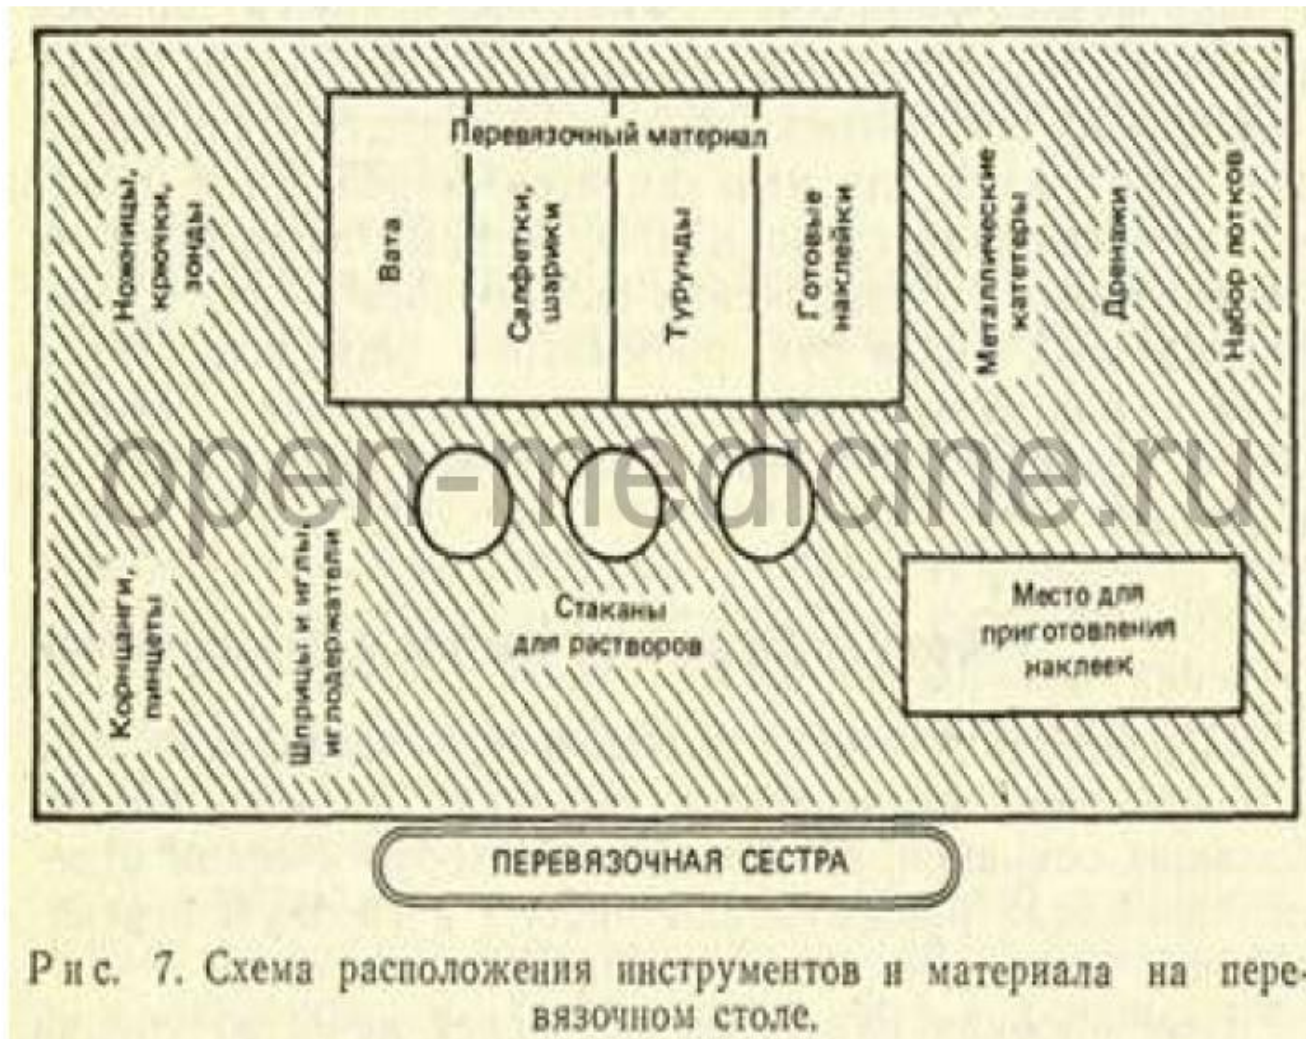 Перевязочный материал
Ножницы,
крючки,
зонды
Вата
Салфетки,
шарики
Турунды
Готовые
наклейки
Металлические
катетеры
Дренажи
Набор лотков
open-medicine.ru
Корнцанги,
пинцеты
Шприцы и иглы,
иглодержатели
Стаканы
для растворов
Место для
приготовления
наклеек
ПЕРЕВЯЗОЧНАЯ СЕСТРА
Рис. 7. Схема расположения инструментов и материала на пере-
вязочном столе.